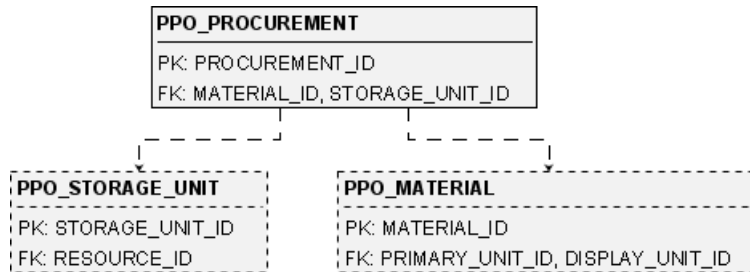 PPO_PROCUREMENT
PK: PROCUREMENT_ID
FK: MATERIAL_ID, STORAGE_UNIT_ID
PPO_STORAGE_UNIT
PK: STORAGE_UNIT_ID
FK: RESOURCE_ID
PPO_MATERIAL
PK: MATERIAL_ID
FK: PRIMARY_UNIT_ID, DISPLAY_UNIT_ID